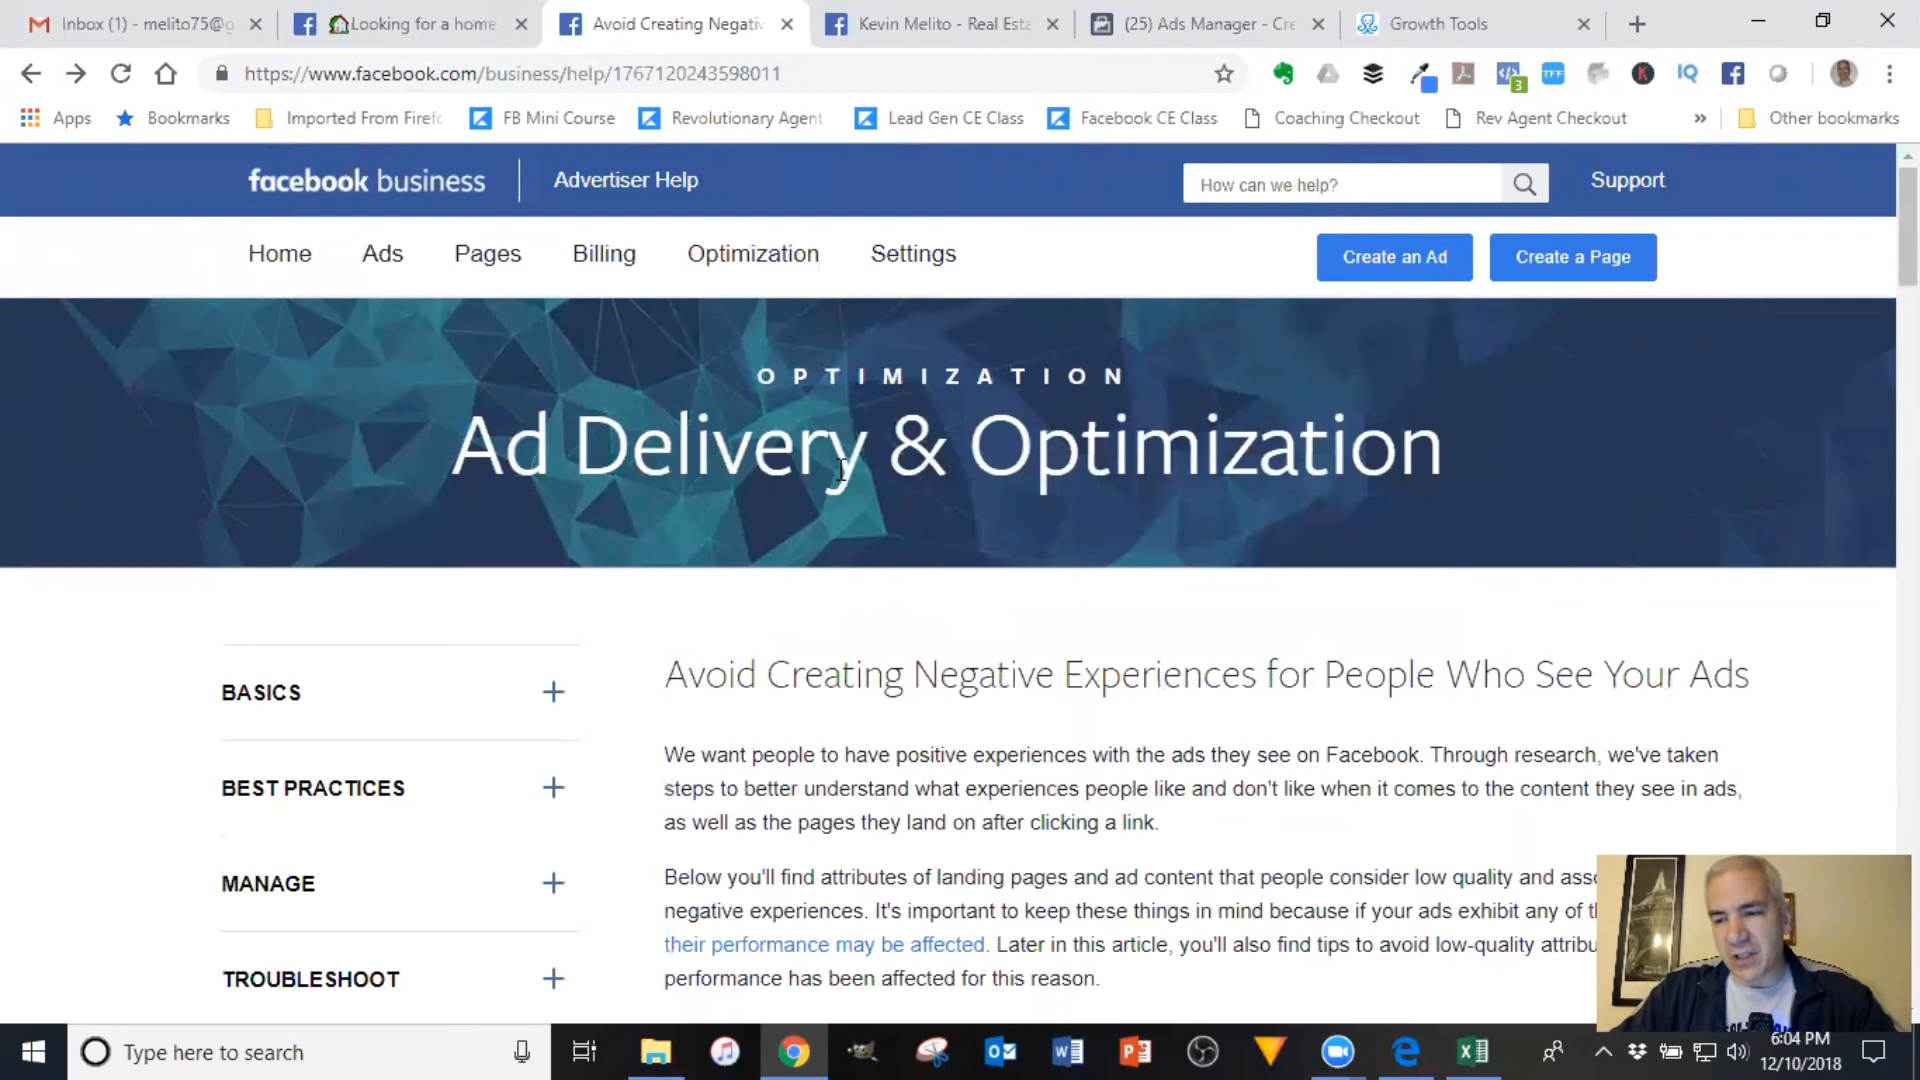 Inbox (1) - melito75@g
Looking for a home
Avoid Creating Negativ
Kevin Melito - Real Esta
(25) Ads Manager - Cre
Growth Tools
https://www.facebook.com/business/help/1767120243598011
Apps
Bookmarks
Imported From Firefo
FB Mini Course
Revolutionary Agent
Lead Gen CE Class
Facebook CE Class
Coaching Checkout
Rev Agent Checkout
Other bookmarks
facebook business
Advertiser Help
How can we help?
Support
Home
Ads
Pages
Billing
Optimization
Settings
Create an Ad
Create a Page
OPTIMIZATION
Ad Delivery & Optimization
BASICS
BEST PRACTICES
MANAGE
TROUBLESHOOT
Avoid Creating Negative Experiences for People Who See Your Ads
We want people to have positive experiences with the ads they see on Facebook. Through research, we've taken
steps to better understand what experiences people like and don't like when it comes to the content they see in ads,
as well as the pages they land on after clicking a link.
Below you'll find attributes of landing pages and ad content that people consider low quality and asso
negative experiences. It's important to keep these things in mind because if your ads exhibit any of t
their performance may be affected. Later in this article, you'll also find tips to avoid low-quality attribu
performance has been affected for this reason.
Type here to search
6:04 PM
12/10/2018